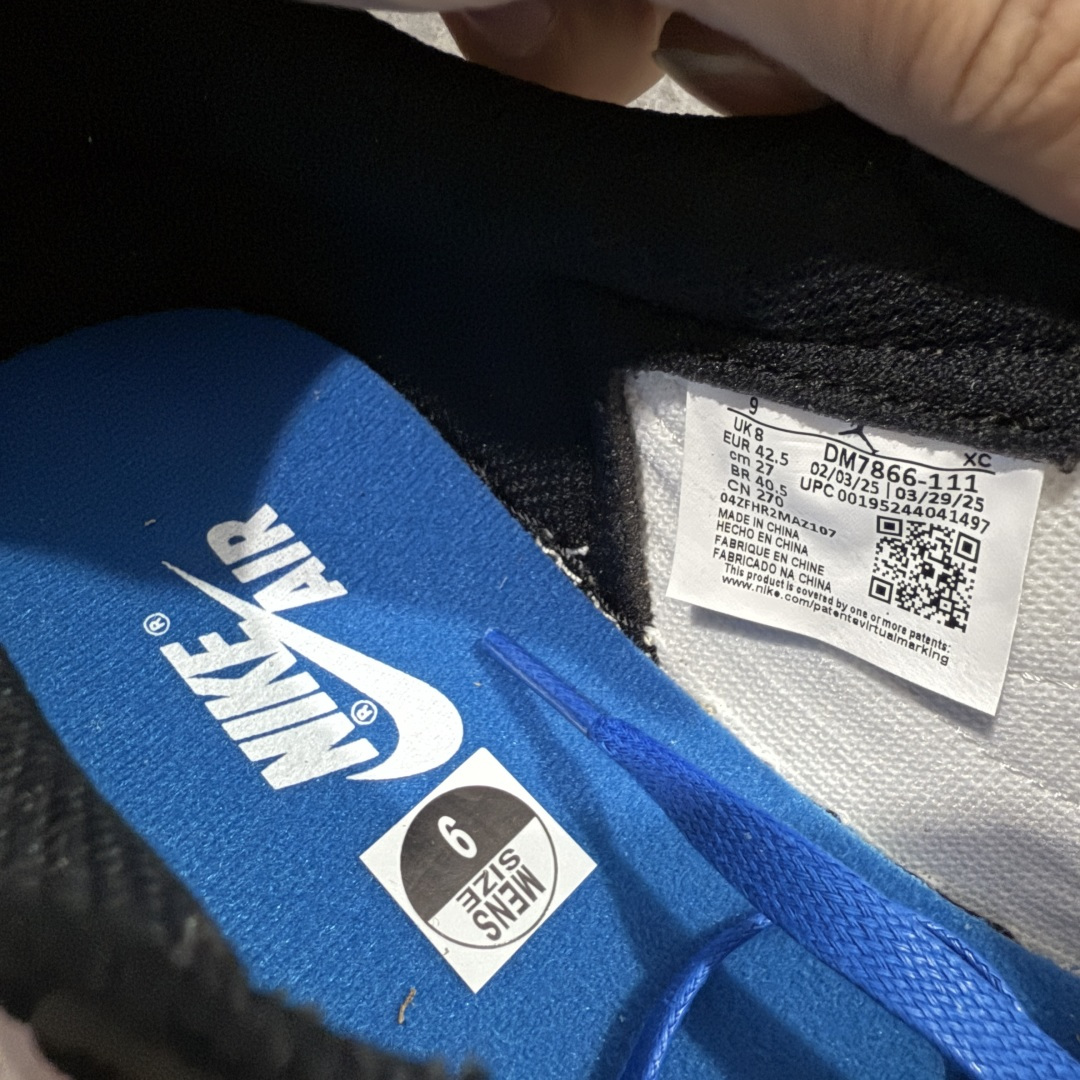 9
XC
UK 8
EUR 42.5
cm 27
BR 40.5
CN 270
DM7866-111
02/03/25 | 03/29/25
UPC 00195244041497
04ZFHR2MAZ107
MADE IN CHINA
HECHO EN CHINA
FABRIQUE EN CHINE
FABRICADO NA CHINA
This product is covered by one or more patents:
www.nike.com/patentevirtualmarking
NIKE®
AIR®
9
MENS
SIZE